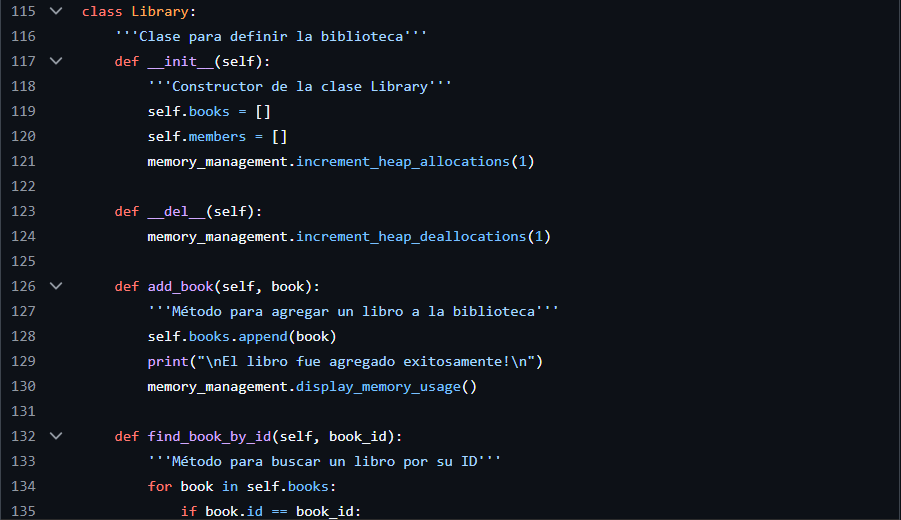 115 class Library:
116 '''Clase para definir la biblioteca'''
117 def __init__(self):
118 '''Constructor de la clase Library'''
119 self.books = []
120 self.members = []
121 memory_management.increment_heap_allocations(1)
122
123 def __del__(self):
124 memory_management.increment_heap_deallocations(1)
125
126 def add_book(self, book):
127 '''Método para agregar un libro a la biblioteca'''
128 self.books.append(book)
129 print("\nEl libro fue agregado exitosamente!\n")
130 memory_management.display_memory_usage()
131
132 def find_book_by_id(self, book_id):
133 '''Método para buscar un libro por su ID'''
134 for book in self.books:
135 if book.id == book_id: